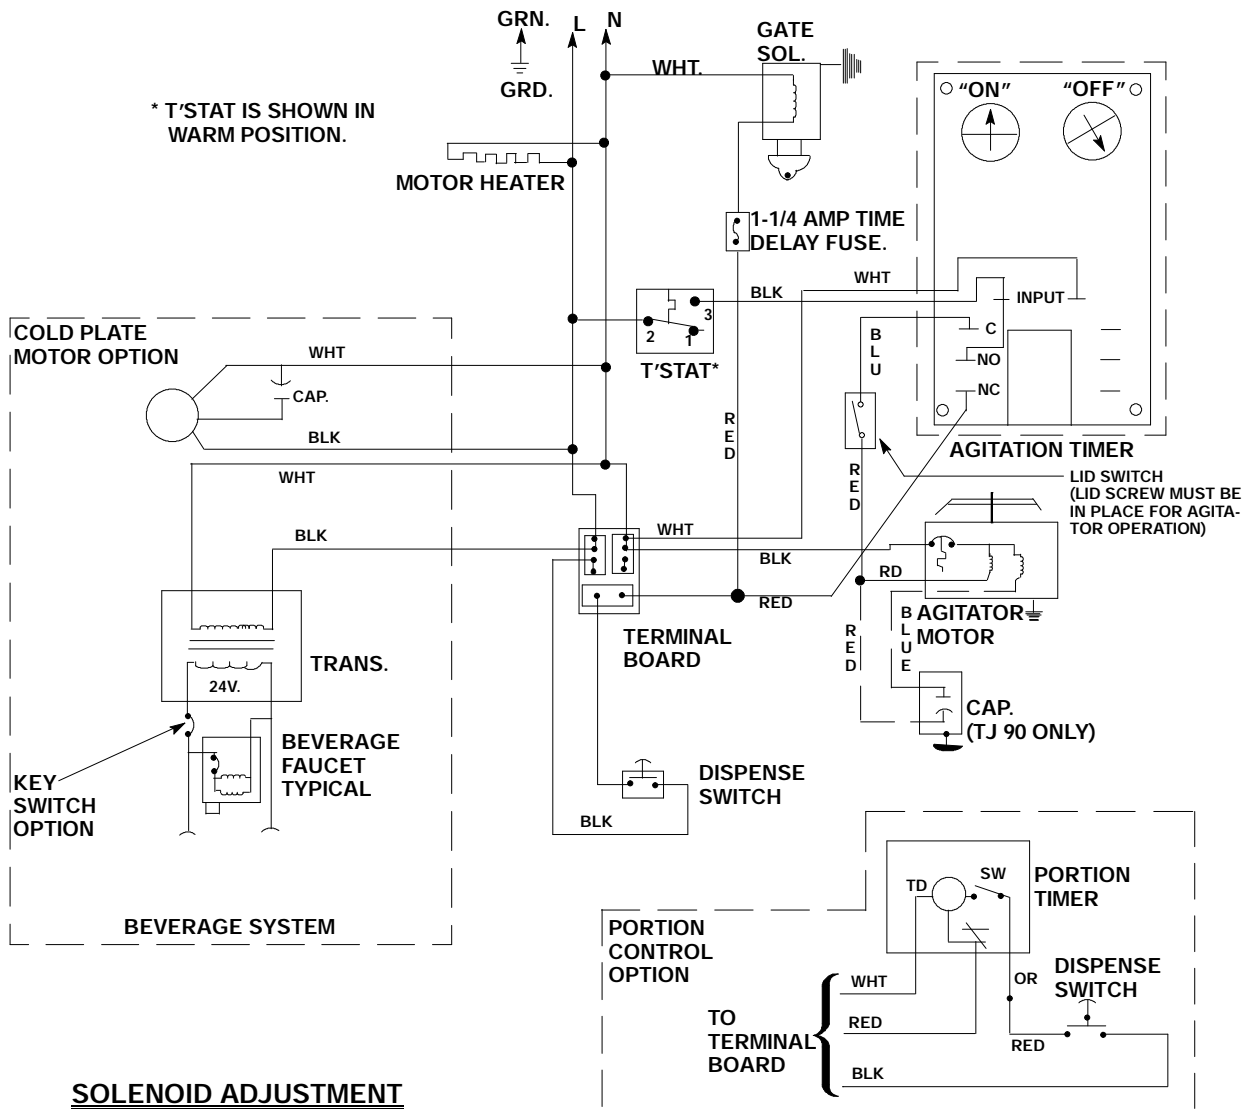 GRN.
L
N
GATE
SOL.
WHT.
GRD.
* T'STAT IS SHOWN IN
WARM POSITION.
"ON"
"OFF"
MOTOR HEATER
1-1/4 AMP TIME
DELAY FUSE.
WHT
BLK
INPUT
3
2
1
C
NO
NC
T'STAT*
BLU
COLD PLATE
MOTOR OPTION
WHT
CAP.
BLK
RED
AGITATION TIMER
WHT
RED
LID SWITCH
(LID SCREW MUST BE
IN PLACE FOR AGITA-
TOR OPERATION)
WHT
BLK
BLK
RD
RED
AGITATOR
MOTOR
BLUE
RED
TERMINAL
BOARD
TRANS.
24V.
CAP.
(TJ 90 ONLY)
BEVERAGE
FAUCET
TYPICAL
KEY
SWITCH
OPTION
DISPENSE
SWITCH
BLK
BEVERAGE SYSTEM
TD
SW
PORTION
TIMER
PORTION
CONTROL
OPTION
DISPENSE
SWITCH
WHT
OR
RED
RED
TO
TERMINAL
BOARD
BLK
SOLENOID ADJUSTMENT